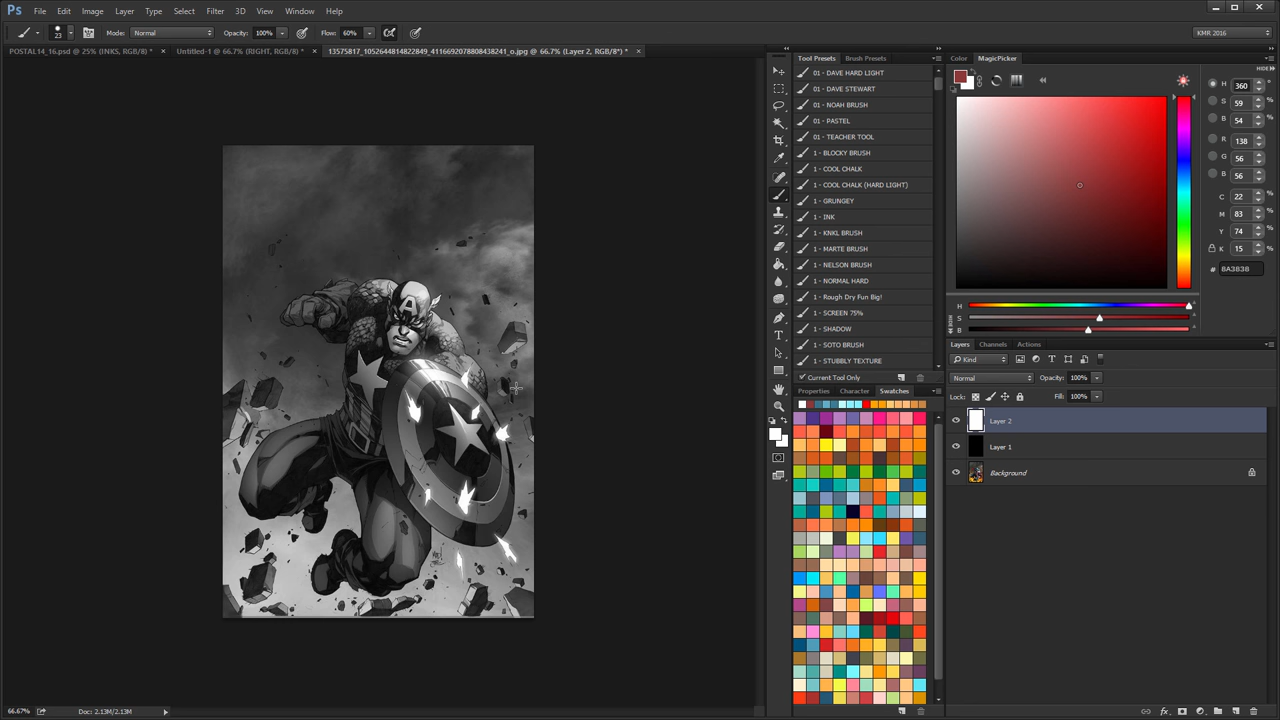 Ps File Edit Image Layer Type Select Filter 3D View Window Help
23 Mode: Normal Opacity: 100% Flow: 60% KMR 2016
POSTAL14_16.psd @ 25% (INKS, RGB/8) * × Untitled-1 @ 66.7% (RIGHT, RGB/8) * × 13575817_1052644814822849_4116692078808438241_o.jpg @ 66.7% (Layer 2, RGB/8*) * ×
Tool Presets Brush Presets
01 - DAVE HARD LIGHT
01 - DAVE STEWART
01 - NOAH BRUSH
01 - PASTEL
01 - TEACHER TOOL
1 - BLOCKY BRUSH
1 - COOL CHALK
1 - COOL CHALK (HARD LIGHT)
1 - GRUNGEY
1 - INK
1 - KNKL BRUSH
1 - MARTE BRUSH
1 - NELSON BRUSH
1 - NORMAL HARD
1 - Rough Dry Fun Big!
1 - SCREEN 75%
1 - SHADOW
1 - SOTO BRUSH
1 - STUBBLY TEXTURE
Current Tool Only
Properties Character Swatches
Color MagicPicker
HIDE
H 360 °
S 59 %
B 54 %
R 138
G 56
B 56
C 22 %
M 83 %
Y 74 %
K 15 %
# 8A3838
H
S
B
Layers Channels Actions
Kind
Normal Opacity: 100%
Lock: Fill: 100%
Layer 2
Layer 1
Background
A
66.67% Doc: 2.13M/2.13M